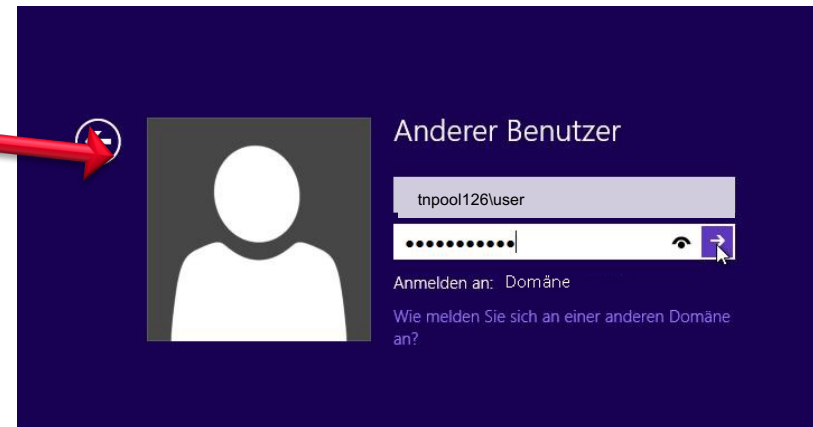 Anderer Benutzer
tnpool126\user
•••••••••••
Anmelden an: Domäne
Wie melden Sie sich an einer anderen Domäne
an?